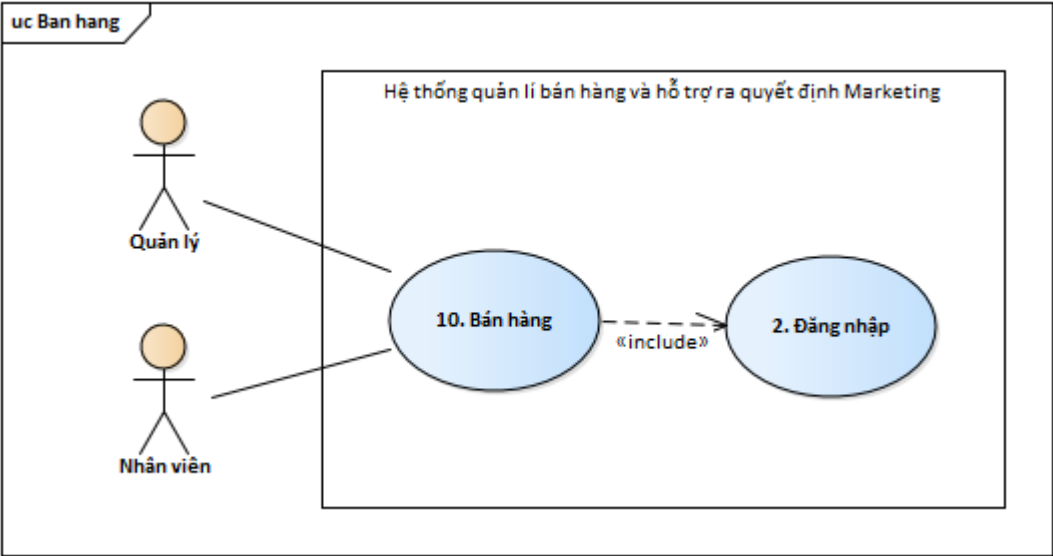 uc Ban hang
Hệ thống quản lí bán hàng và hỗ trợ ra quyết định Marketing
Quản lý
10. Bán hàng
«include»
2. Đăng nhập
Nhân viên